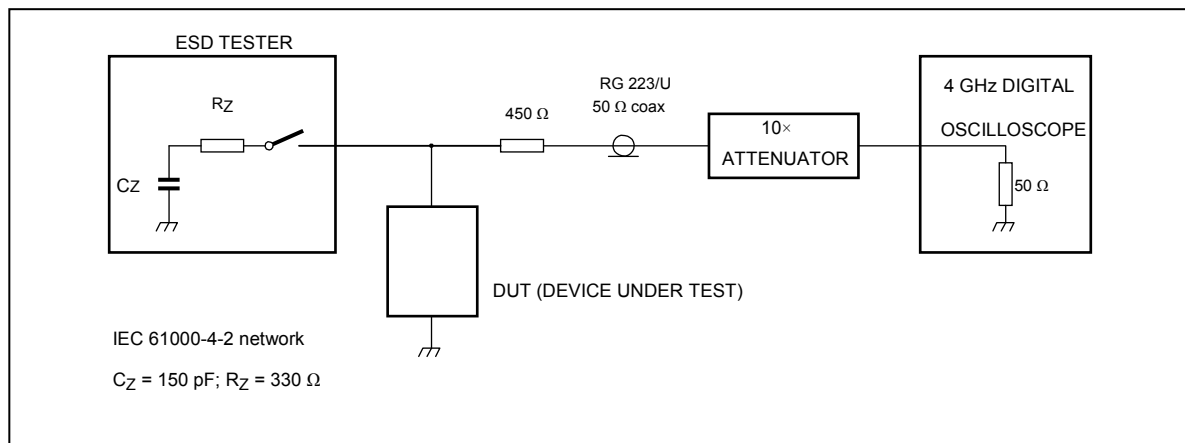 ESD TESTER
RZ
CZ
450 Ω
RG 223/U
50 Ω coax
10×
ATTENUATOR
4 GHz DIGITAL
OSCILLOSCOPE
50 Ω
DUT (DEVICE UNDER TEST)
IEC 61000-4-2 network
CZ = 150 pF; RZ = 330 Ω